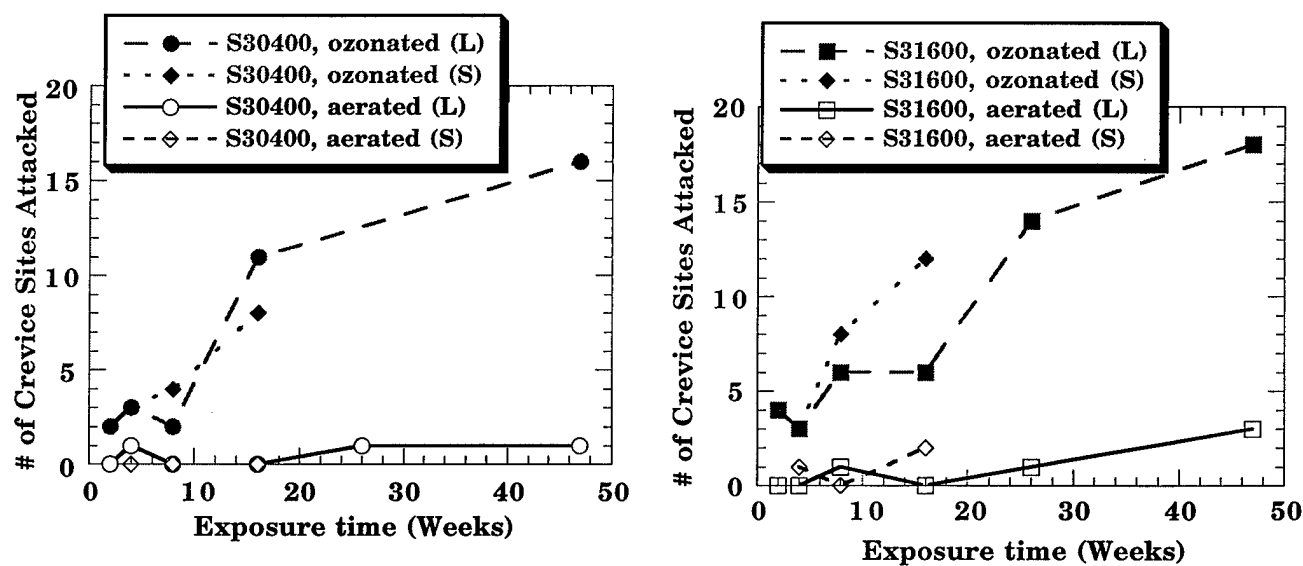 S30400, ozonated (L)
S30400, ozonated (S)
S30400, aerated (L)
S30400, aerated (S)
# of Crevice Sites Attacked
20
15
10
5
0
0 10 20 30 40 50
Exposure time (Weeks)
S31600, ozonated (L)
S31600, ozonated (S)
S31600, aerated (L)
S31600, aerated (S)
# of Crevice Sites Attacked
20
15
10
5
0
0 10 20 30 40 50
Exposure time (Weeks)